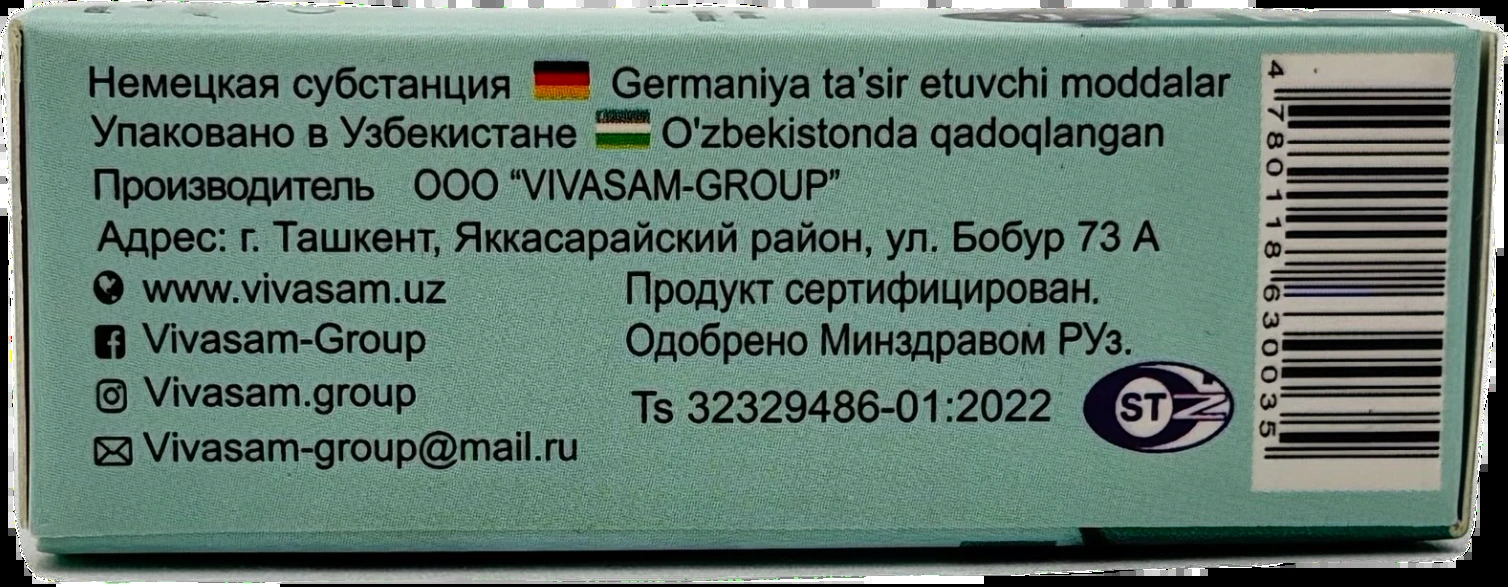 Немецкая субстанция Germaniya ta'sir etuvchi moddalar
Упаковано в Узбекистане O'zbekistonda qadoqlangan
Производитель ООО “VIVASAM-GROUP”
Адрес: г. Ташкент, Яккасарайский район, ул. Бобур 73 А
www.vivasam.uz
Vivasam-Group
Vivasam.group
Vivasam-group@mail.ru
Продукт сертифицирован.
Одобрено Минздравом РУз.
Ts 32329486-01:2022
ST
4780118630035